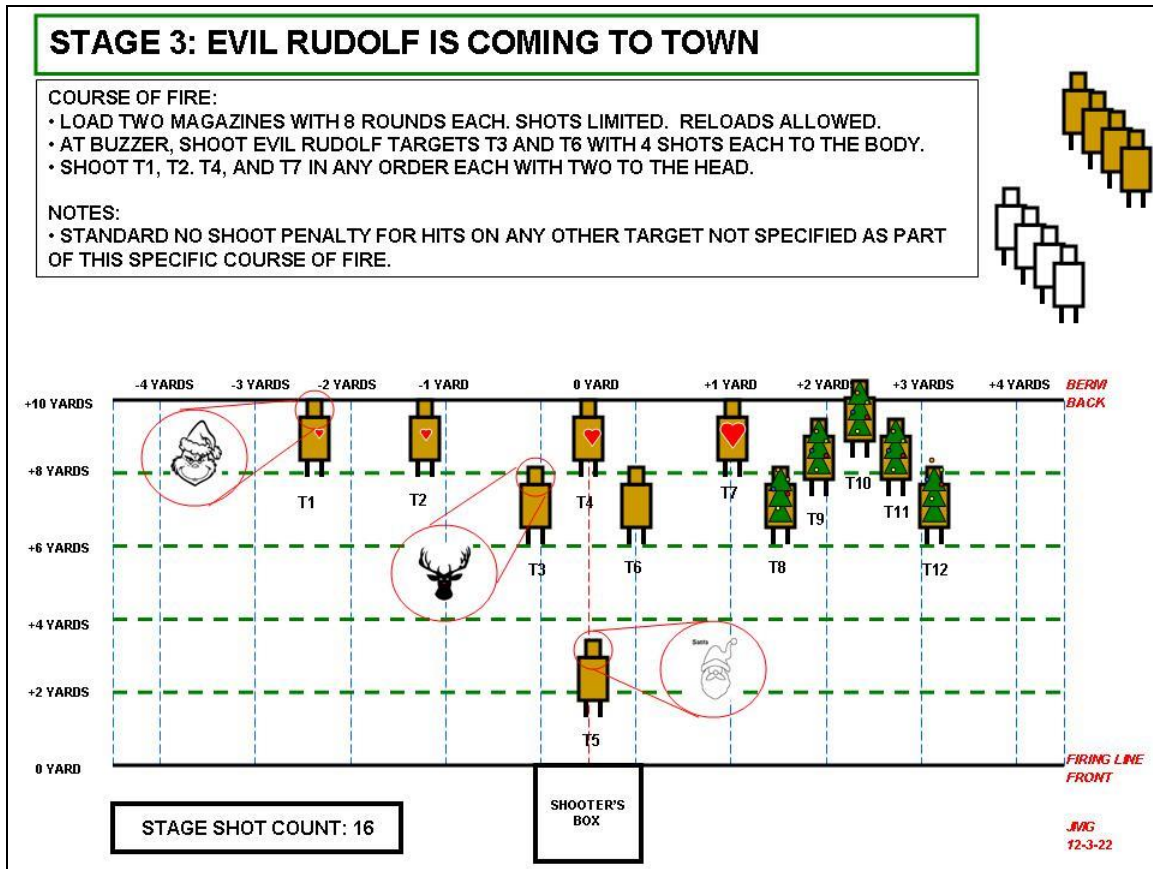 STAGE 3: EVIL RUDOLF IS COMING TO TOWN
COURSE OF FIRE:
• LOAD TWO MAGAZINES WITH 8 ROUNDS EACH. SHOTS LIMITED.  RELOADS ALLOWED.
• AT BUZZER, SHOOT EVIL RUDOLF TARGETS T3 AND T6 WITH 4 SHOTS EACH TO THE BODY.
• SHOOT T1, T2. T4, AND T7 IN ANY ORDER EACH WITH TWO TO THE HEAD.
NOTES:
• STANDARD NO SHOOT PENALTY FOR HITS ON ANY OTHER TARGET NOT SPECIFIED AS PART
OF THIS SPECIFIC COURSE OF FIRE.
-4 YARDS -3 YARDS -2 YARDS -1 YARD 0 YARD +1 YARD +2 YARDS +3 YARDS +4 YARDS BERM
BACK
+10 YARDS
+8 YARDS
T1 T2 T4 T7 T10
T9 T11
+6 YARDS
T3 T6 T8 T12
+4 YARDS
Santa
+2 YARDS
T5
0 YARD
FIRING LINE
FRONT
SHOOTER'S
BOX
STAGE SHOT COUNT: 16
JMG
12-3-22